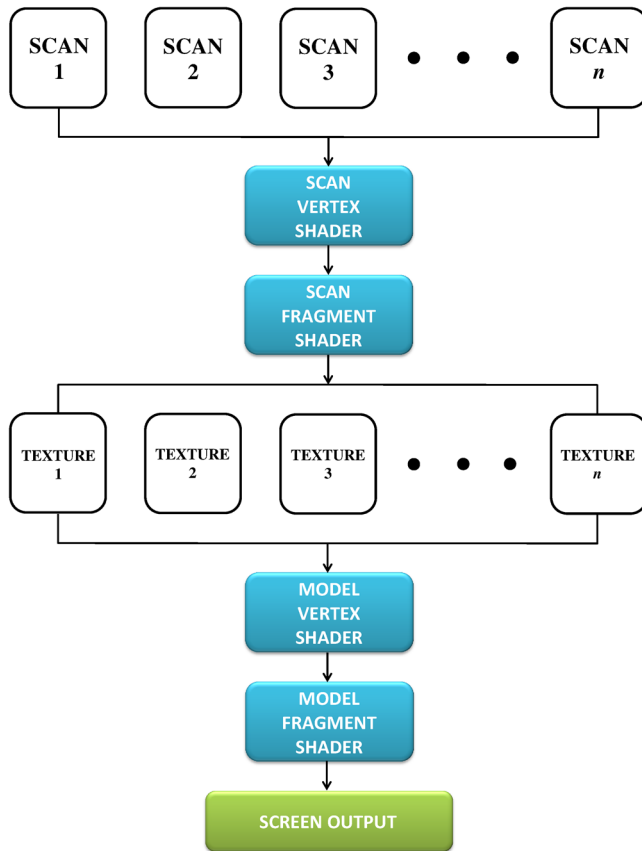 SCAN SCAN SCAN SCAN
1 2 3 n
SCAN
VERTEX
SHADER
SCAN
FRAGMENT
SHADER
TEXTURE TEXTURE TEXTURE TEXTURE
1 2 3 n
MODEL
VERTEX
SHADER
MODEL
FRAGMENT
SHADER
SCREEN OUTPUT